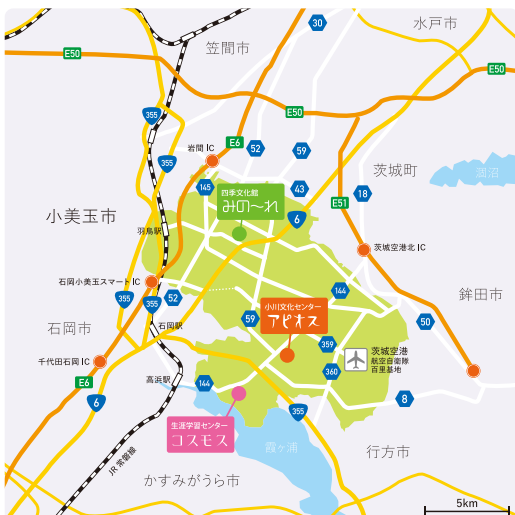 水戸市
30
笠間市
E50
E50
355
E50
E6
岩間 IC
52
59
355
茨城町
涸沼
145
43
18
四季文化館
みの〜れ
E51
6
小美玉市
羽鳥駅
茨城空港北 IC
石岡小美玉スマート IC
144
鉾田市
355
355
52
小川文化センター
アピオス
石岡市
石岡駅
59
50
359
茨城空港
航空自衛隊
百里基地
千代田石岡 IC
360
E6
高浜駅
144
8
6
355
生涯学習センター
コスモス
霞ヶ浦
行方市
JR 常磐線
かすみがうら市
5km